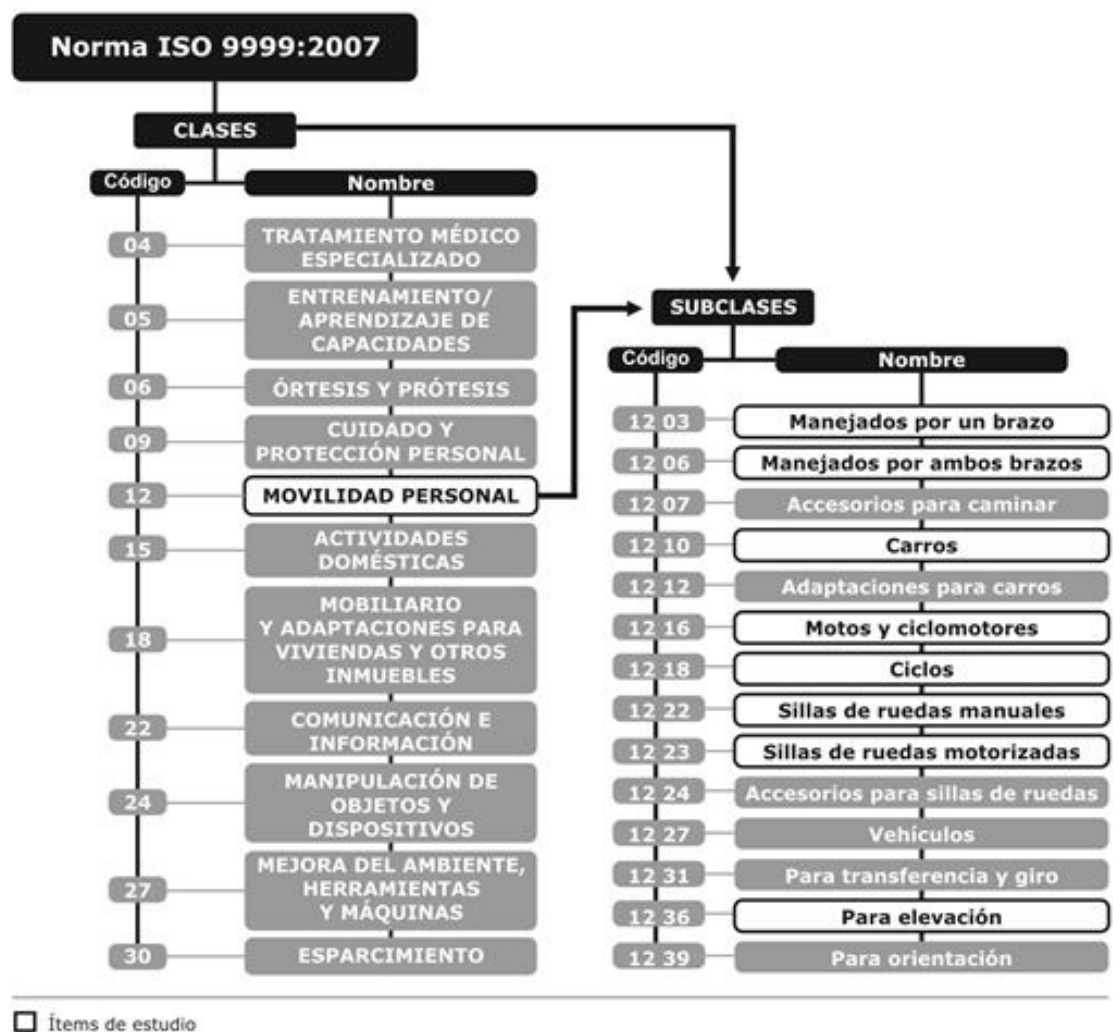 Norma ISO 9999:2007
CLASES
Código
Nombre
04
TRATAMIENTO MÉDICO
ESPECIALIZADO
05
ENTRENAMIENTO/
APRENDIZAJE DE
CAPACIDADES
06
ÓRTESIS Y PRÓTESIS
09
CUIDADO Y
PROTECCIÓN PERSONAL
12
MOVILIDAD PERSONAL
15
ACTIVIDADES
DOMÉSTICAS
18
MOBILIARIO
Y ADAPTACIONES PARA
VIVIENDAS Y OTROS
INMUEBLES
22
COMUNICACIÓN E
INFORMACIÓN
24
MANIPULACIÓN DE
OBJETOS Y
DISPOSITIVOS
27
MEJORA DEL AMBIENTE,
HERRAMIENTAS
Y MÁQUINAS
30
ESPARCIMIENTO
SUBCLASES
Código
Nombre
12 03
Manejados por un brazo
12 06
Manejados por ambos brazos
12 07
Accesorios para caminar
12 10
Carros
12 12
Adaptaciones para carros
12 16
Motos y ciclomotores
12 18
Ciclos
12 22
Sillas de ruedas manuales
12 23
Sillas de ruedas motorizadas
12 24
Accesorios para sillas de ruedas
12 27
Vehículos
12 31
Para transferencia y giro
12 36
Para elevación
12 39
Para orientación
Ítems de estudio